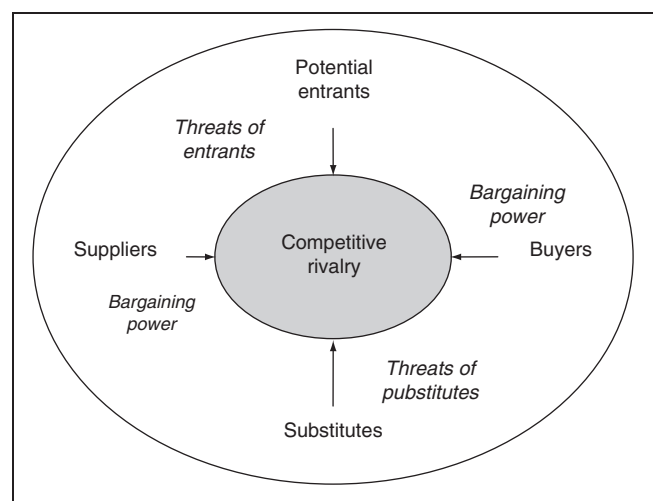 Potential
entrants
Threats of
entrants
Bargaining
power
Suppliers
Competitive
rivalry
Buyers
Bargaining
power
Threats of
pubstitutes
Substitutes